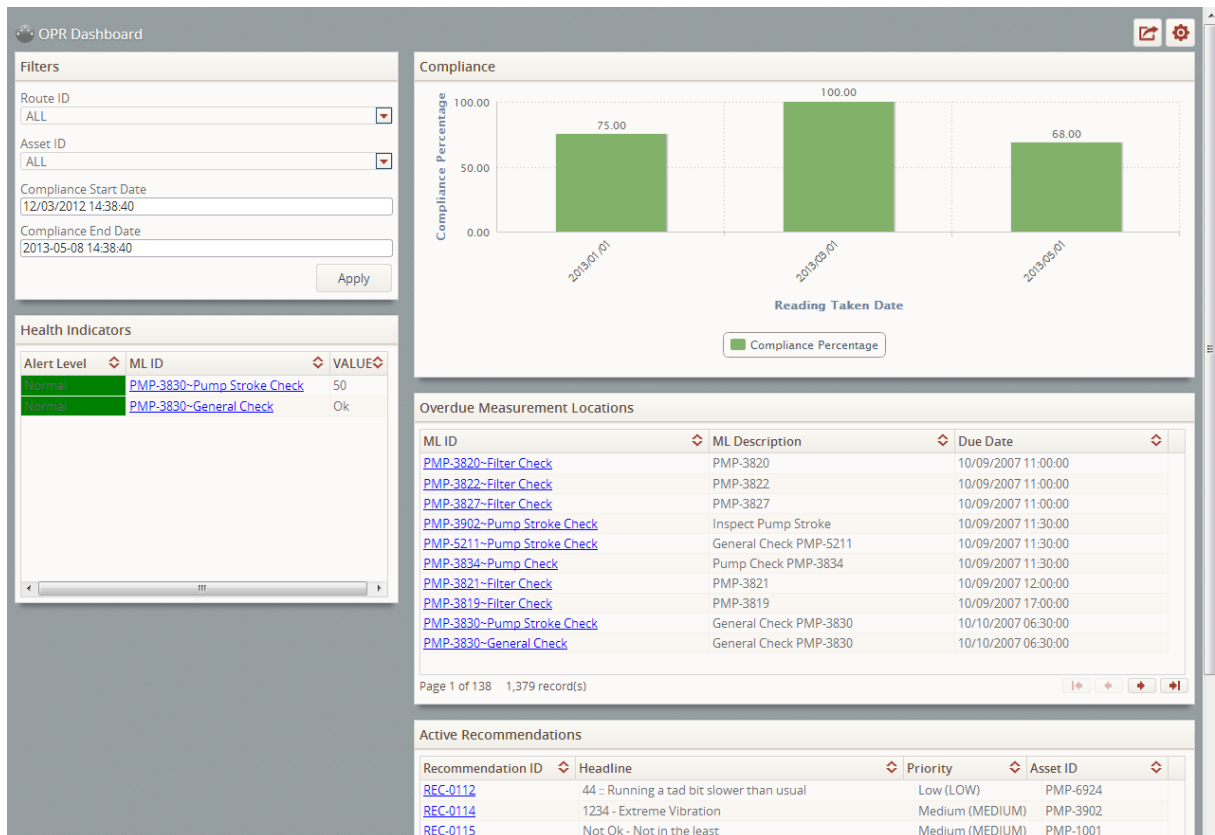 OPR Dashboard
Filters
Route ID
ALL
Asset ID
ALL
Compliance Start Date
12/03/2012 14:38:40
Compliance End Date
2013-05-08 14:38:40
Apply
Health Indicators
Alert Level ML ID VALUE
Normal PMP-3830~Pump Stroke Check 50
Normal PMP-3830~General Check Ok
Compliance
Compliance Percentage
100.00
50.00
0.00
75.00
100.00
68.00
2013/01/01
2013/03/01
2013/05/01
Reading Taken Date
Compliance Percentage
Overdue Measurement Locations
ML ID ML Description Due Date
PMP-3820~Filter Check PMP-3820 10/09/2007 11:00:00
PMP-3822~Filter Check PMP-3822 10/09/2007 11:00:00
PMP-3827~Filter Check PMP-3827 10/09/2007 11:00:00
PMP-3902~Pump Stroke Check Inspect Pump Stroke 10/09/2007 11:30:00
PMP-5211~Pump Stroke Check General Check PMP-5211 10/09/2007 11:30:00
PMP-3834~Pump Check Pump Check PMP-3834 10/09/2007 11:30:00
PMP-3821~Filter Check PMP-3821 10/09/2007 12:00:00
PMP-3819~Filter Check PMP-3819 10/09/2007 17:00:00
PMP-3830~Pump Stroke Check General Check PMP-3830 10/10/2007 06:30:00
PMP-3830~General Check General Check PMP-3830 10/10/2007 06:30:00
Page 1 of 138 1,379 record(s)
Active Recommendations
Recommendation ID Headline Priority Asset ID
REC-0112 44 :: Running a tad bit slower than usual Low (LOW) PMP-6924
REC-0114 1234 - Extreme Vibration Medium (MEDIUM) PMP-3902
REC-0115 Not Ok - Not in the least Medium (MEDIUM) PMP-1001